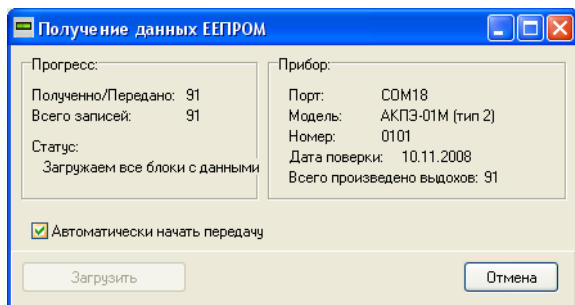 Получение данных ЕЕПРОМ
Прогресс:
Полученно/Передано: 91
Всего записей: 91
Статус:
Загружаем все блоки с данными
Прибор:
Порт: COM18
Модель: АКПЭ-01М (тип 2)
Номер: 0101
Дата поверки: 10.11.2008
Всего произведено выдохов: 91
Автоматически начать передачу
Загрузить
Отмена